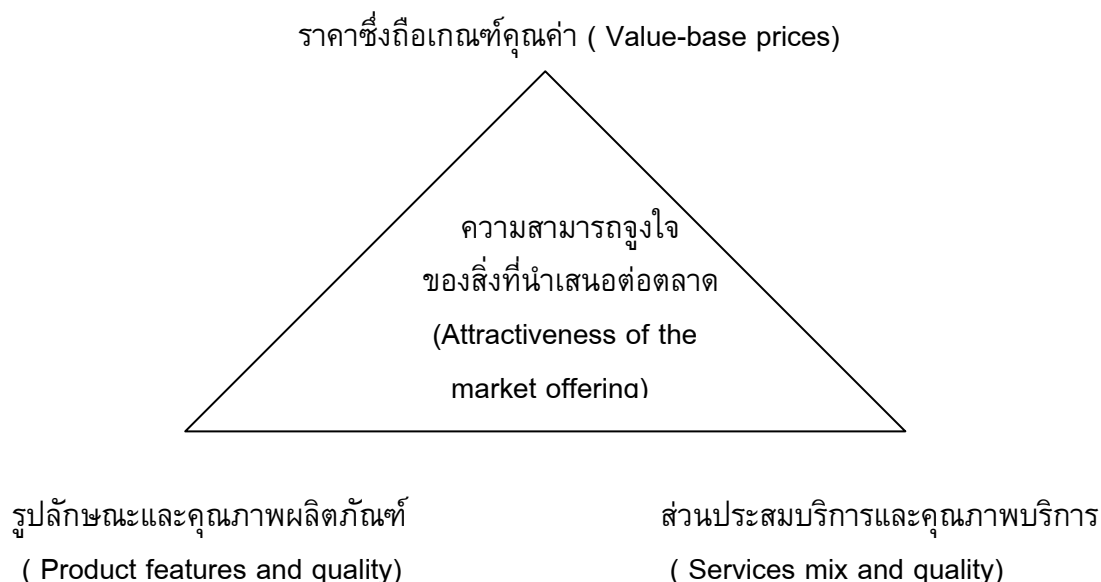 ราคาซึ่งถือเกณฑ์คุณค่า ( Value-base prices)
ความสามารถจูงใจ
ของสิ่งที่นำเสนอต่อตลาด
(Attractiveness of the
market offering)
รูปลักษณะและคุณภาพผลิตภัณฑ์
( Product features and quality)
ส่วนประสมบริการและคุณภาพบริการ
( Services mix and quality)